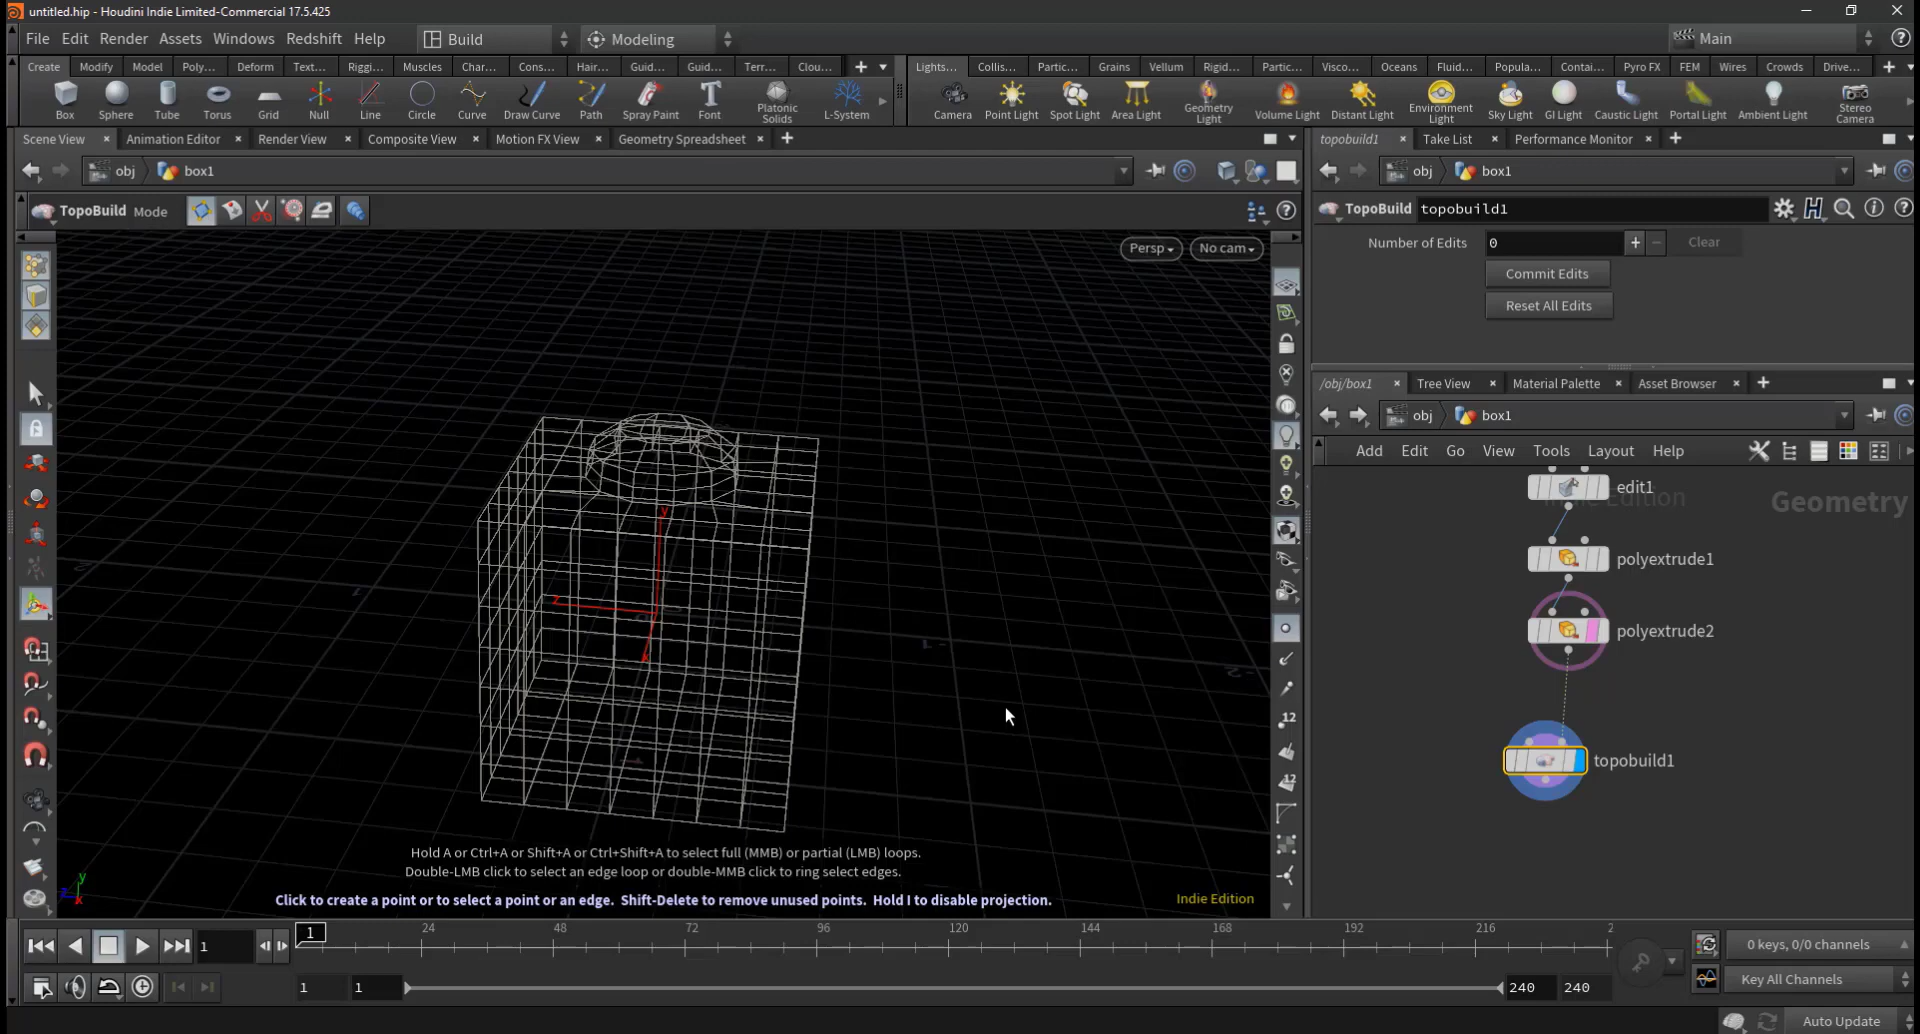 untitled.hip - Houdini Indie Limited-Commercial 17.5.425
File Edit Render Assets Windows Redshift Help Build Modeling Main
Create Modify Model Poly... Deform Text... Riggi... Muscles Char... Cons... Hair... Guid... Guid... Terr... Clou...
Lights... Collis... Partic... Grains Vellum Rigid... Partic... Visco... Oceans Fluid... Popula... Contai... Pyro FX FEM Wires Crowds Drive...
Box Sphere Tube Torus Grid Null Line Circle Curve Draw Curve Path Spray Paint Font Platonic Solids L-System
Camera Point Light Spot Light Area Light Geometry Light Volume Light Distant Light Environment Light Sky Light GI Light Caustic Light Portal Light Ambient Light Stereo Camera
Scene View Animation Editor Render View Composite View Motion FX View Geometry Spreadsheet
topobuild1 Take List Performance Monitor
obj box1
obj box1
TopoBuild Mode
TopoBuild topobuild1
Persp No cam
Number of Edits 0 Clear
Commit Edits
Reset All Edits
/obj/box1 Tree View Material Palette Asset Browser
obj box1
Add Edit Go View Tools Layout Help
edit1
Indie Edition
Geometry
polyextrude1
polyextrude2
topobuild1
y
z
x
12
12
-1
-2
Hold A or Ctrl+A or Shift+A or Ctrl+Shift+A to select full (MMB) or partial (LMB) loops.
Double-LMB click to select an edge loop or double-MMB click to ring select edges.
Click to create a point or to select a point or an edge. Shift-Delete to remove unused points. Hold I to disable projection.
Indie Edition
y
z
x
1
1 24 48 72 96 120 144 168 192 216 2
0 keys, 0/0 channels
1 1 240 240
Key All Channels
Auto Update